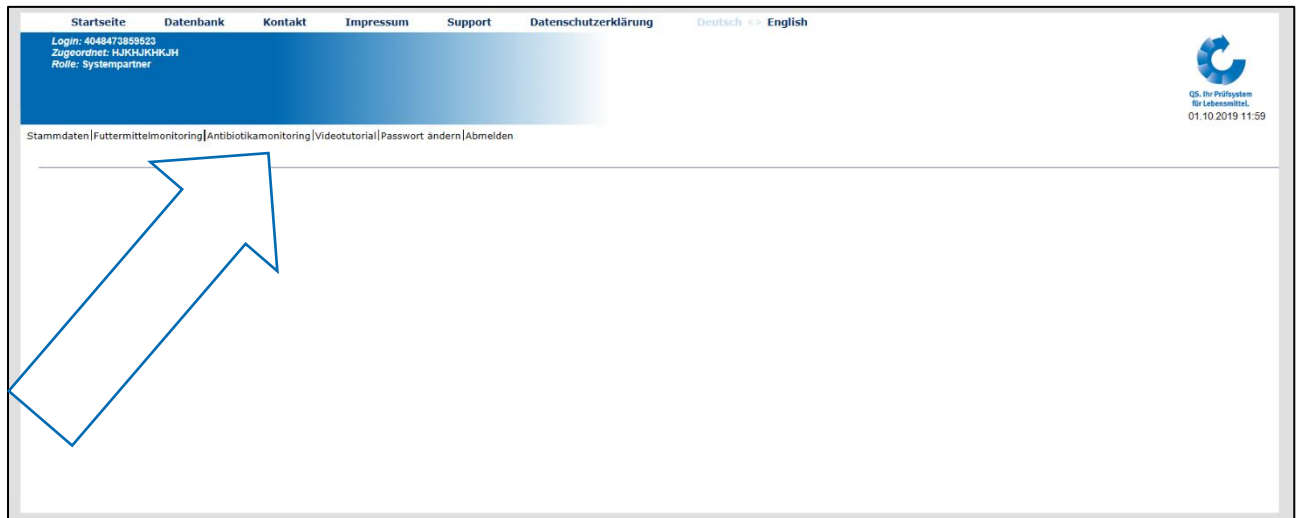 Startseite Datenbank Kontakt Impressum Support Datenschutzerklärung Deutsch <> English
Login: 4048473859523
Zugeordnet: HJKHJKHKJH
Rolle: Systempartner
QS. Ihr Prüfsystem
für Lebensmittel.
01.10.2019 11:59
Stammdaten|Futtermittelmonitoring|Antibiotikamonitoring|Videotutorial|Passwort ändern|Abmelden